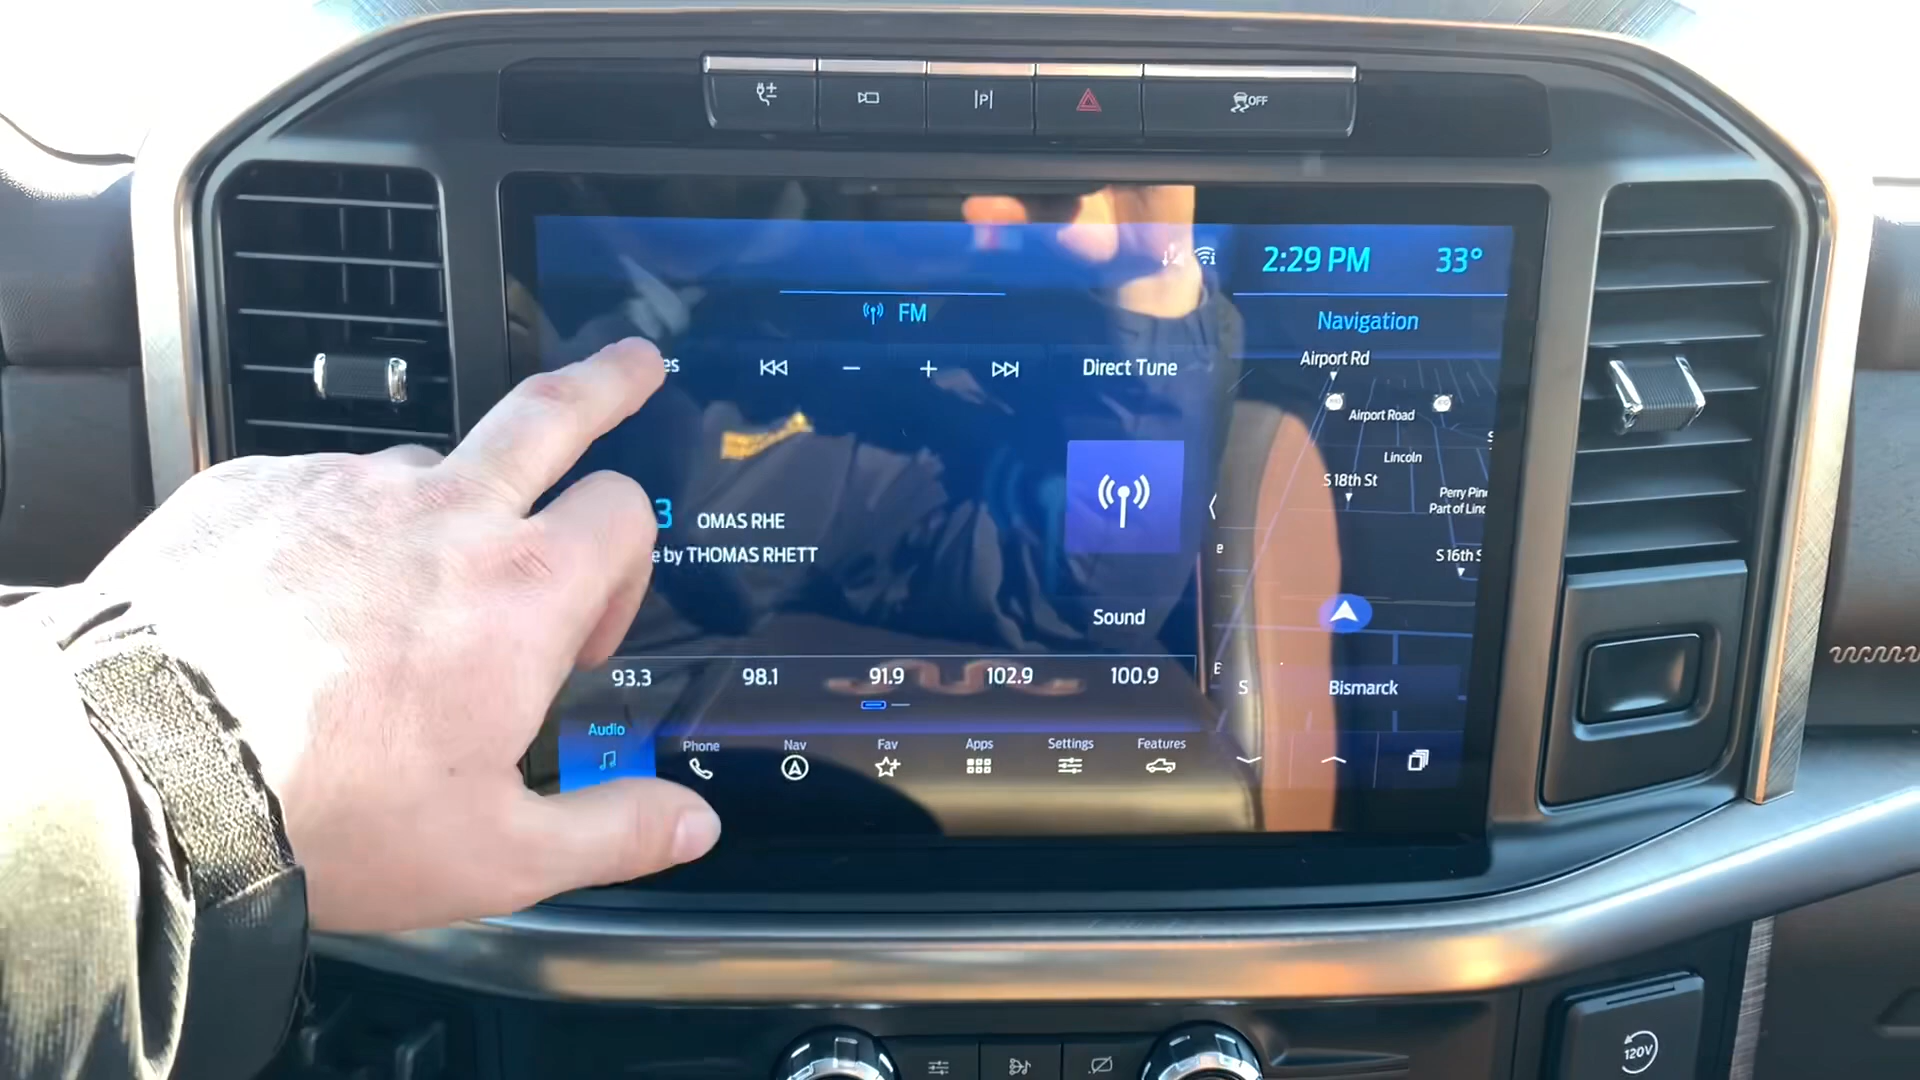 OFF
2:29 PM 33°
FM
Navigation
es
Direct Tune
Airport Rd
Airport Road
Lincoln
S 18th St
Perry Pin
Part of Linc
3 OMAS RHE
e by THOMAS RHETT
e
S 16th S
Sound
93.3 98.1 91.9 102.9 100.9
S Bismarck
Audio
Phone Nav Fav Apps Settings Features
120V